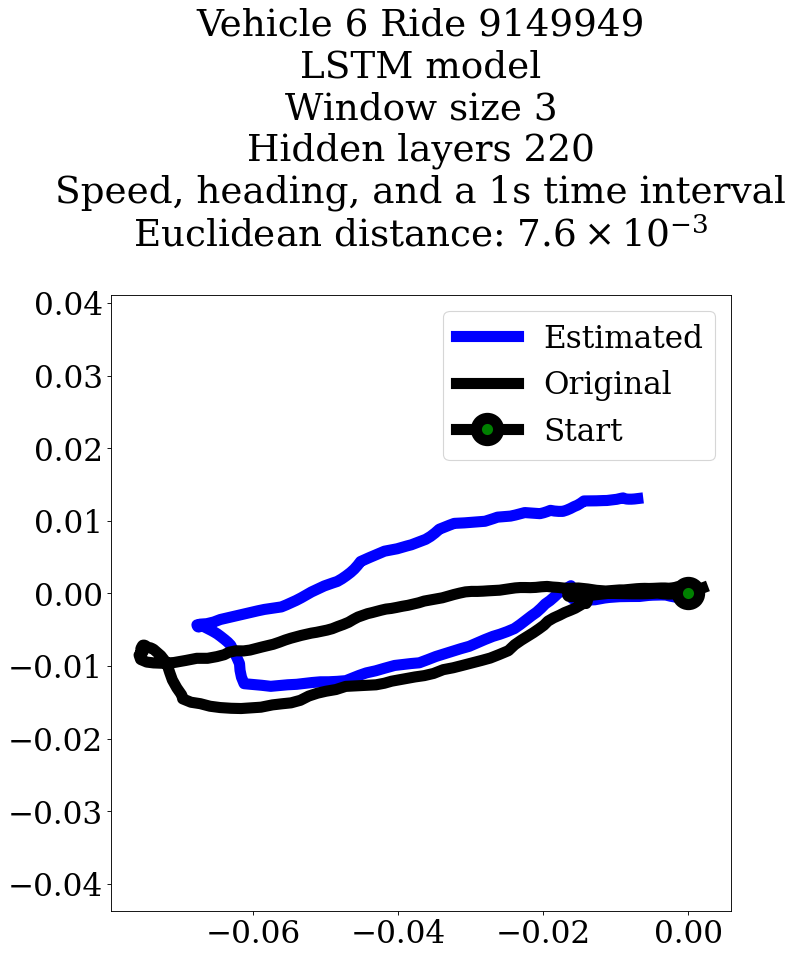 Vehicle 6 Ride 9149949
LSTM model
Window size 3
Hidden layers 220
Speed, heading, and a 1s time interval
Euclidean distance: 7.6 × 10⁻³
Estimated
Original
Start
0.04
0.03
0.02
0.01
0.00
−0.01
−0.02
−0.03
−0.04
−0.06 −0.04 −0.02 0.00